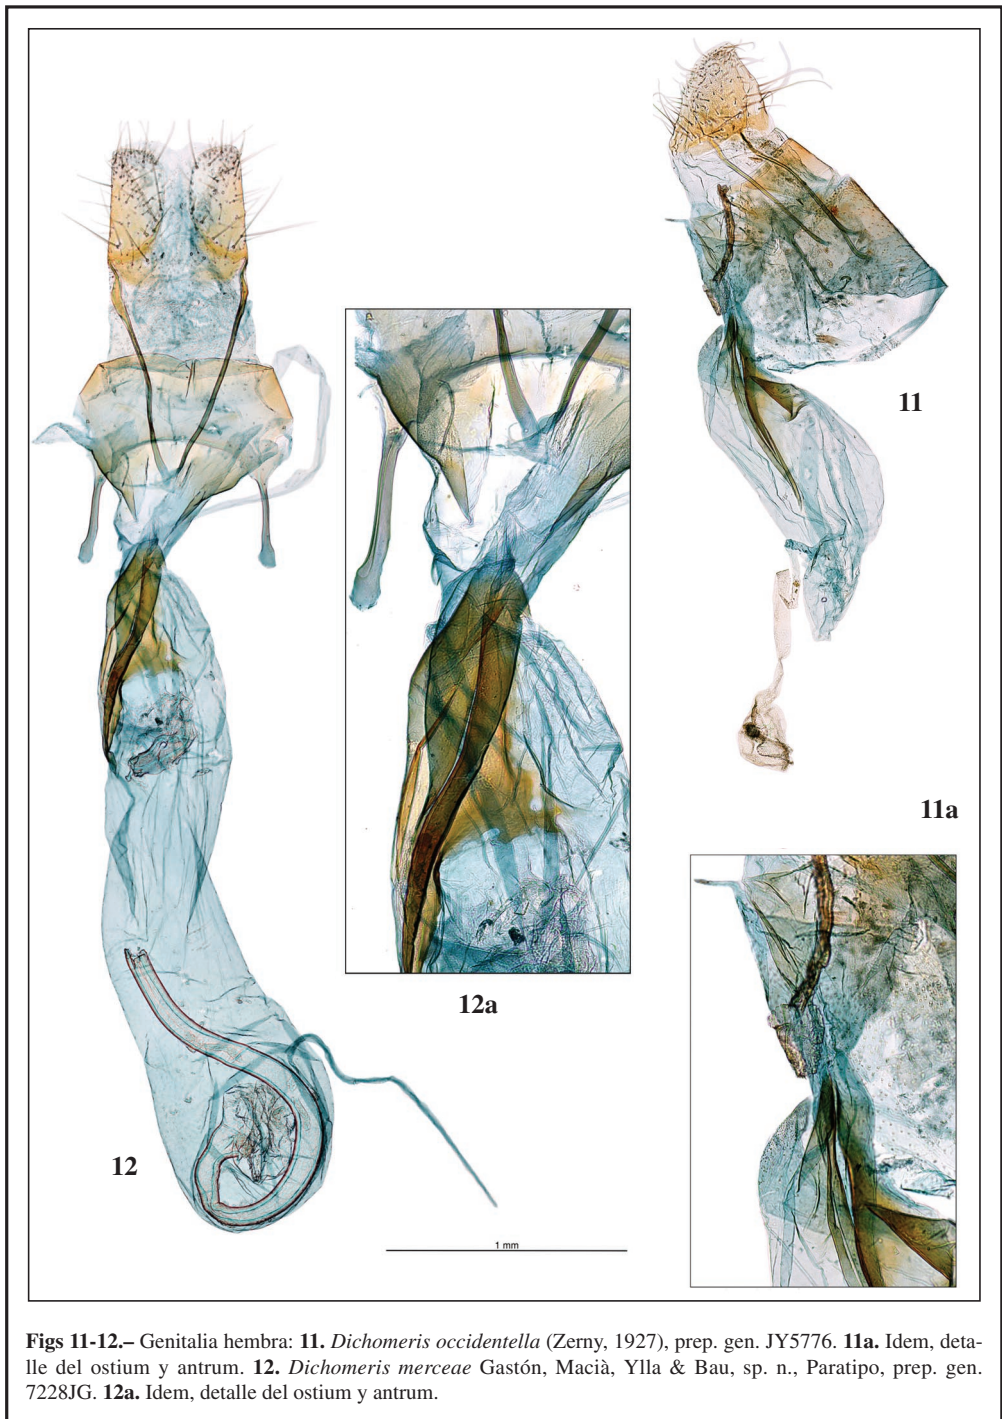 11
11a
12a
12
1 mm
Figs 11-12.– Genitalia hembra: 11. Dichomeris occidentella (Zerny, 1927), prep. gen. JY5776. 11a. Idem, deta-
lle del ostium y antrum. 12. Dichomeris merceae Gastón, Macià, Ylla & Bau, sp. n., Paratipo, prep. gen.
7228JG. 12a. Idem, detalle del ostium y antrum.